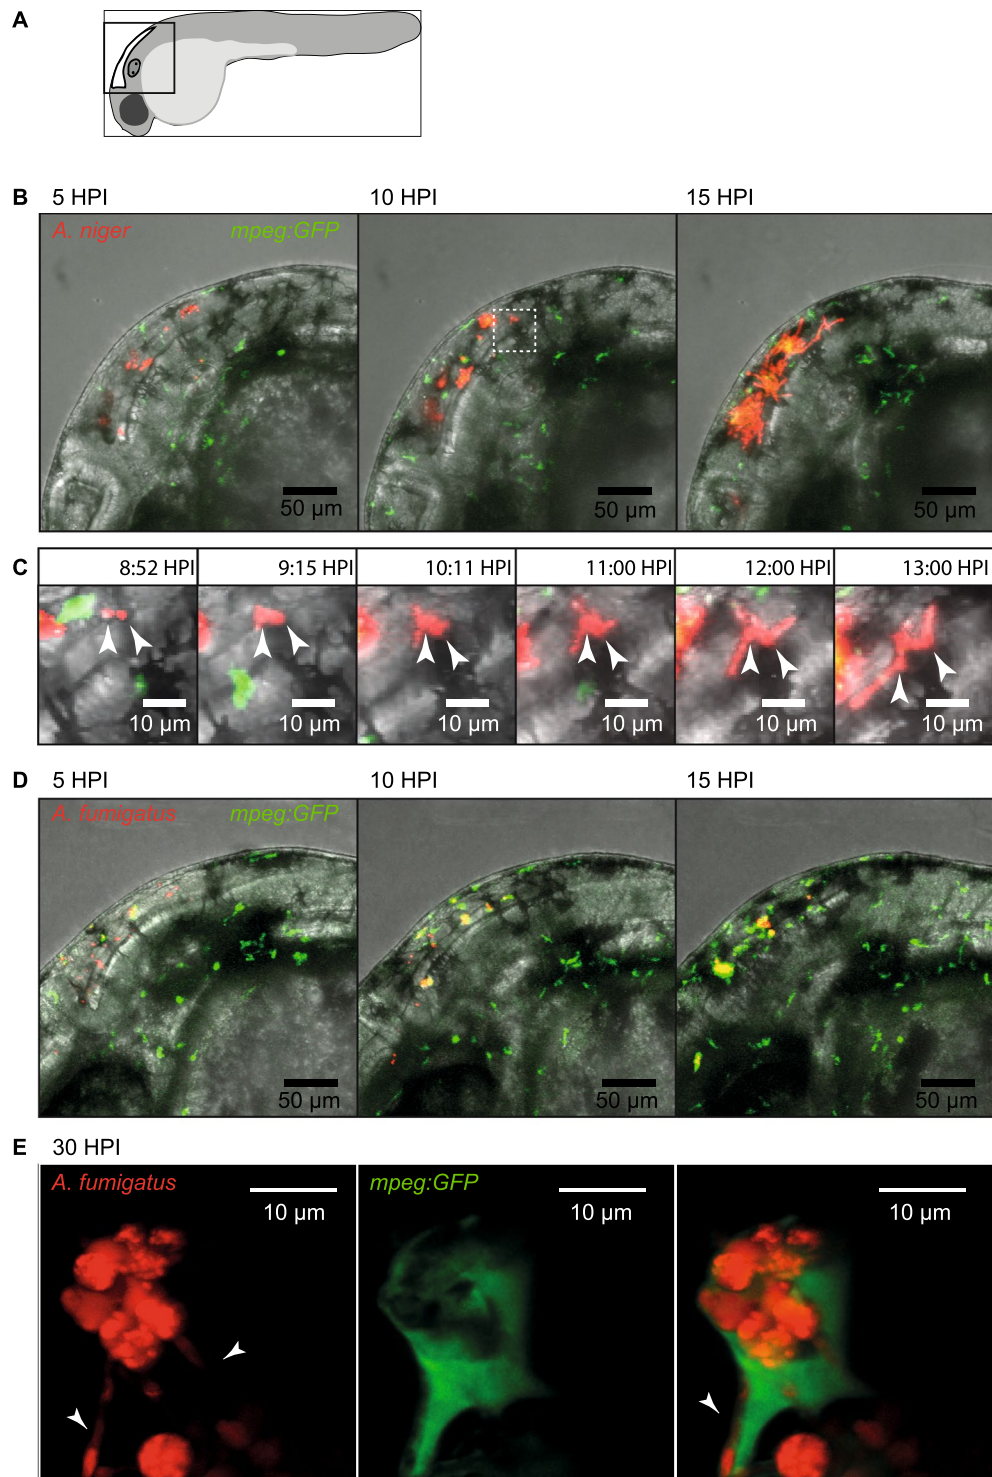 A
B 5 HPI 10 HPI 15 HPI
A. niger mpeg:GFP
50 µm 50 µm 50 µm
C 8:52 HPI 9:15 HPI 10:11 HPI 11:00 HPI 12:00 HPI 13:00 HPI
10 µm 10 µm 10 µm 10 µm 10 µm 10 µm
D 5 HPI 10 HPI 15 HPI
A. fumigatus mpeg:GFP
50 µm 50 µm 50 µm
E 30 HPI
A. fumigatus mpeg:GFP
10 µm 10 µm 10 µm